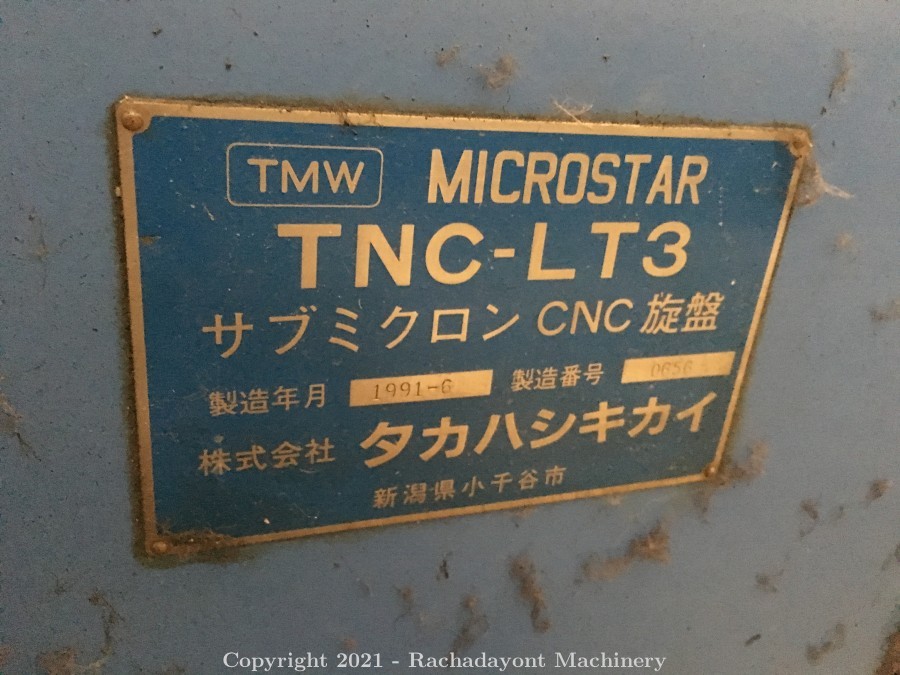 TMW MICROSTAR
TNC-LT3
サブミクロン CNC 旋盤
製造年月 1991-6 製造番号 0656
株式会社 タカハシキカイ
新潟県小千谷市
Copyright 2021 - Rachadayont Machinery